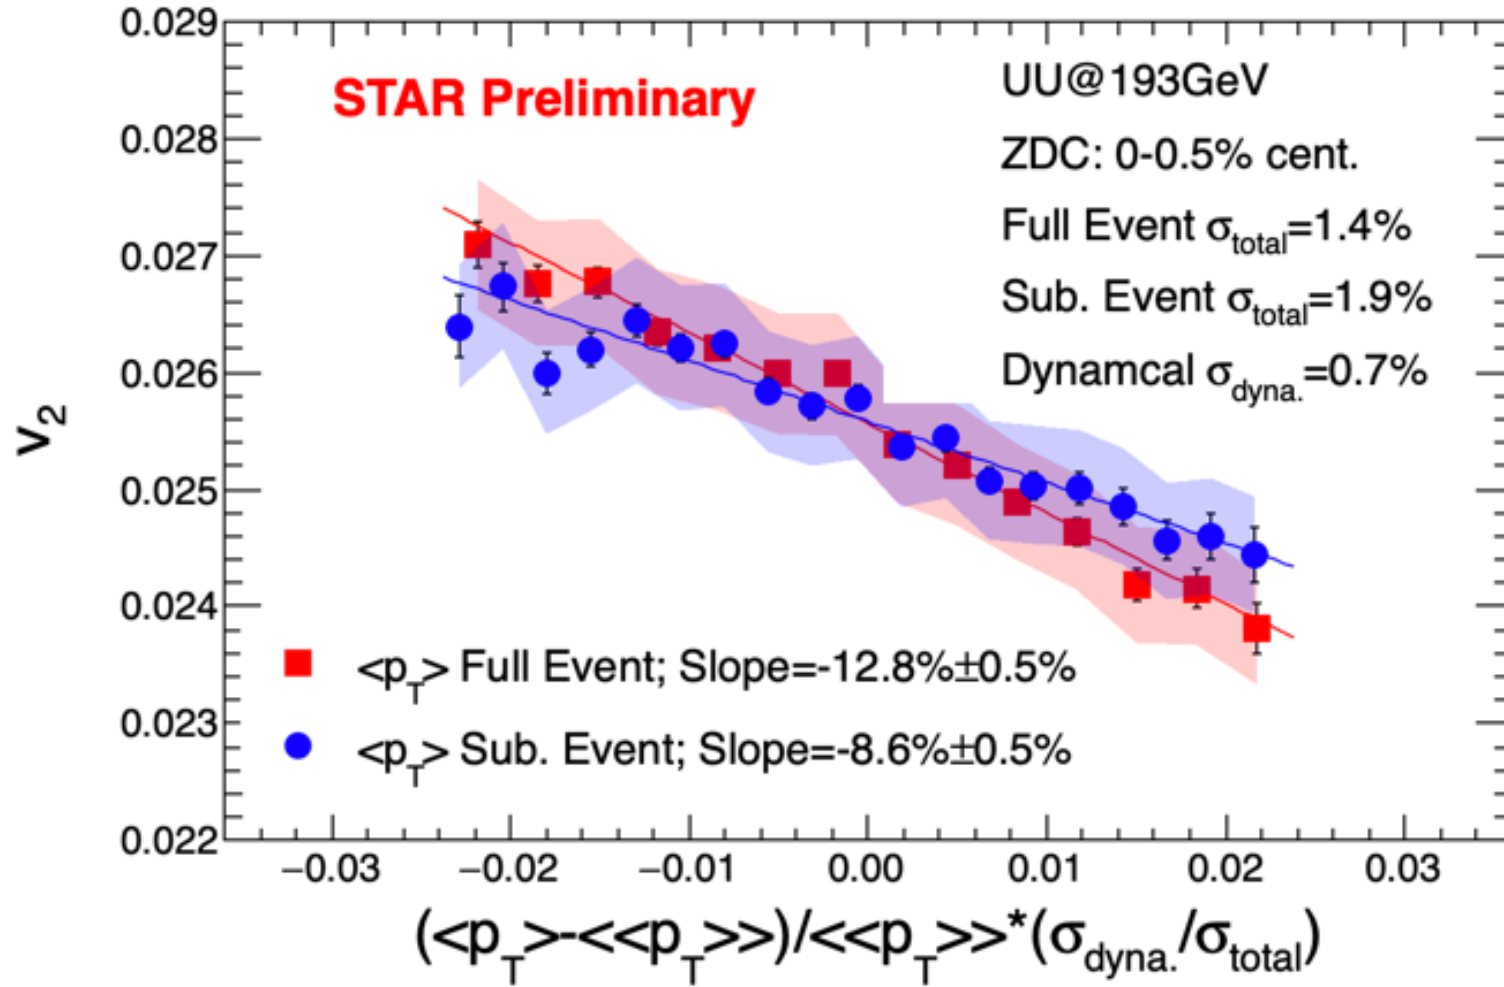 STAR Preliminary
UU@193GeV
ZDC: 0-0.5% cent.
Full Event σtotal=1.4%
Sub. Event σtotal=1.9%
Dynamcal σdyna.=0.7%
<pT> Full Event; Slope=-12.8%±0.5%
<pT> Sub. Event; Slope=-8.6%±0.5%
v2
0.029
0.028
0.027
0.026
0.025
0.024
0.023
0.022
−0.03 −0.02 −0.01 0.00 0.01 0.02 0.03
(<pT>-<<pT>>)/<<pT>>*(σdyna./σtotal)